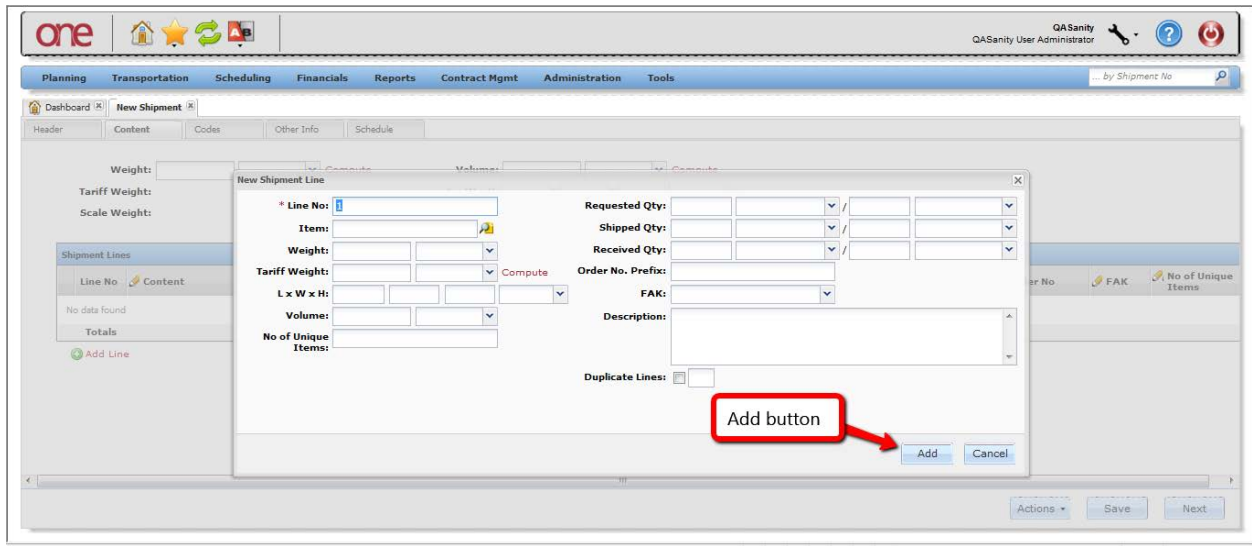 one
QASanity
QASanity User Administrator
Planning Transportation Scheduling Financials Reports Contract Mgmt Administration Tools
... by Shipment No
Dashboard New Shipment
Header Content Codes Other Info Schedule
Weight: Compute Volume: Compute
Tariff Weight:
Scale Weight:
New Shipment Line
* Line No: 1
Item:
Weight:
Tariff Weight: Compute
L x W x H:
Volume:
No of Unique
Items:
Requested Qty: /
Shipped Qty: /
Received Qty: /
Order No. Prefix:
FAK:
Description:
Duplicate Lines:
Add button
Add Cancel
Shipment Lines
Line No Content er No FAK No of Unique
Items
No data found
Totals
Add Line
Actions Save Next